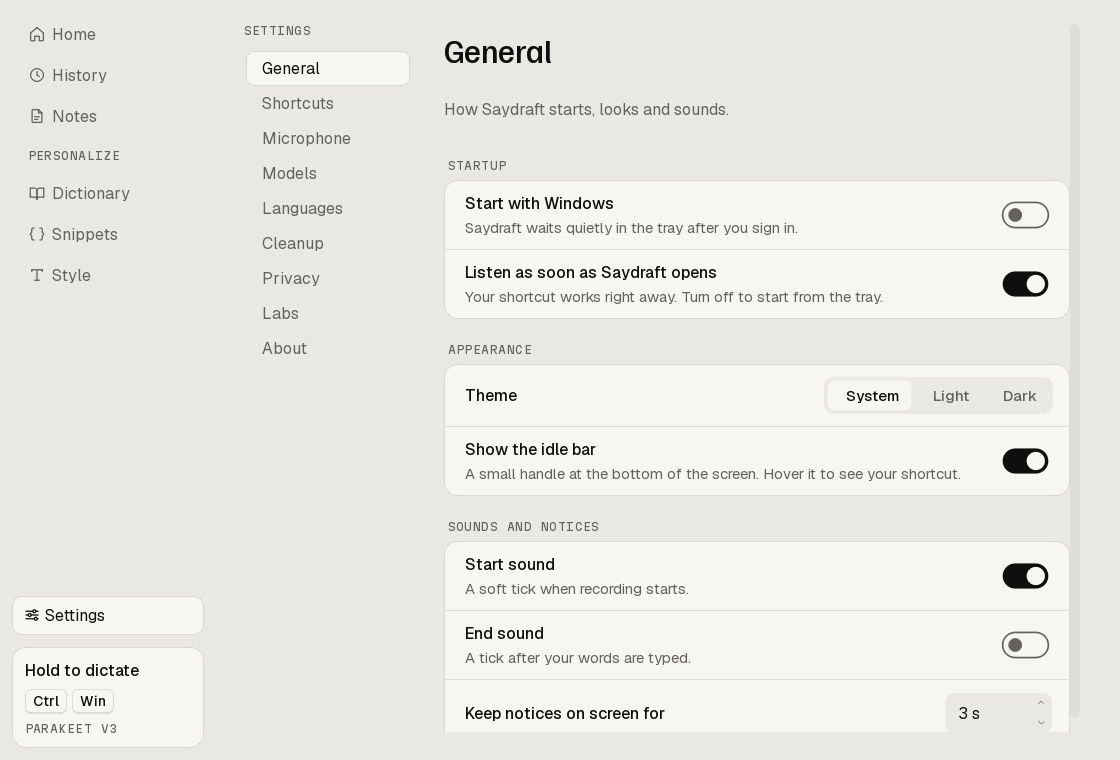 Home
History
Notes
PERSONALIZE
Dictionary
Snippets
Style
Settings
Hold to dictate
Ctrl Win
PARAKEET V3
SETTINGS
General
Shortcuts
Microphone
Models
Languages
Cleanup
Privacy
Labs
About
General
How Saydraft starts, looks and sounds.
STARTUP
Start with Windows
Saydraft waits quietly in the tray after you sign in.
Listen as soon as Saydraft opens
Your shortcut works right away. Turn off to start from the tray.
APPEARANCE
Theme System Light Dark
Show the idle bar
A small handle at the bottom of the screen. Hover it to see your shortcut.
SOUNDS AND NOTICES
Start sound
A soft tick when recording starts.
End sound
A tick after your words are typed.
Keep notices on screen for 3 s